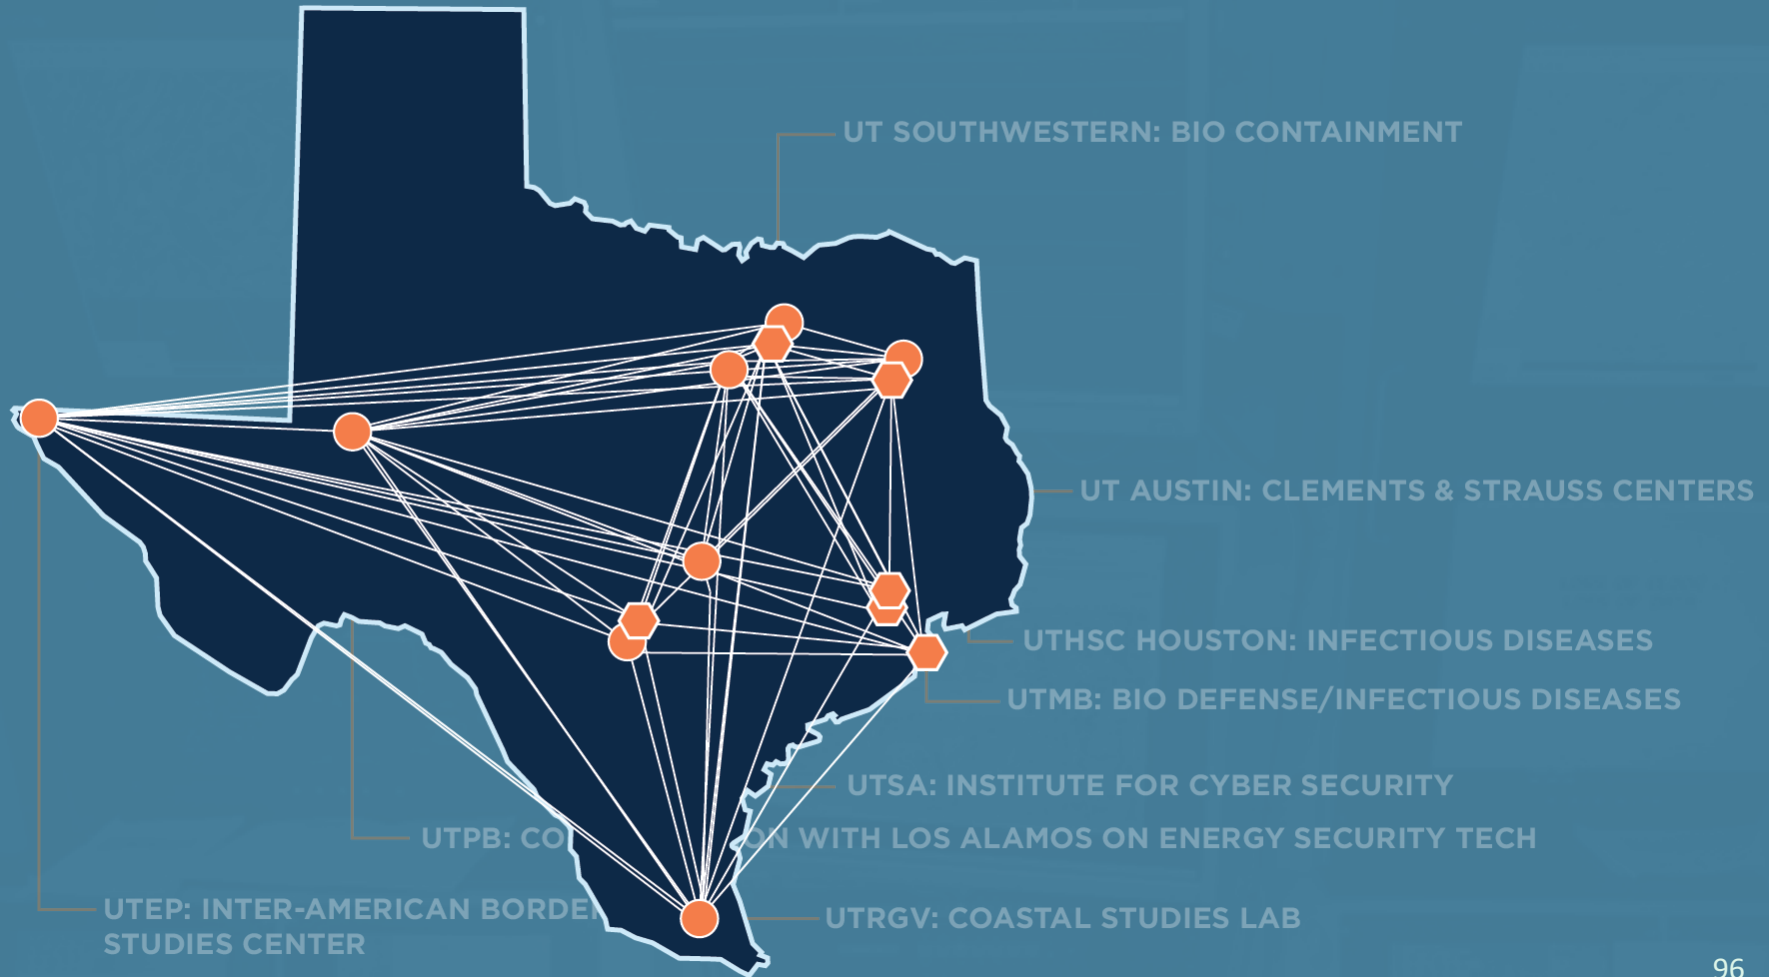 UT SOUTHWESTERN: BIO CONTAINMENT
UT AUSTIN: CLEMENTS & STRAUSS CENTERS
UTHSC HOUSTON: INFECTIOUS DISEASES
UTMB: BIO DEFENSE/INFECTIOUS DISEASES
UTSA: INSTITUTE FOR CYBER SECURITY
UTPB: WITH LOS ALAMOS ON ENERGY SECURITY TECH
UTEP: INTER-AMERICAN
STUDIES CENTER
UTRGV: COASTAL STUDIES LAB
96